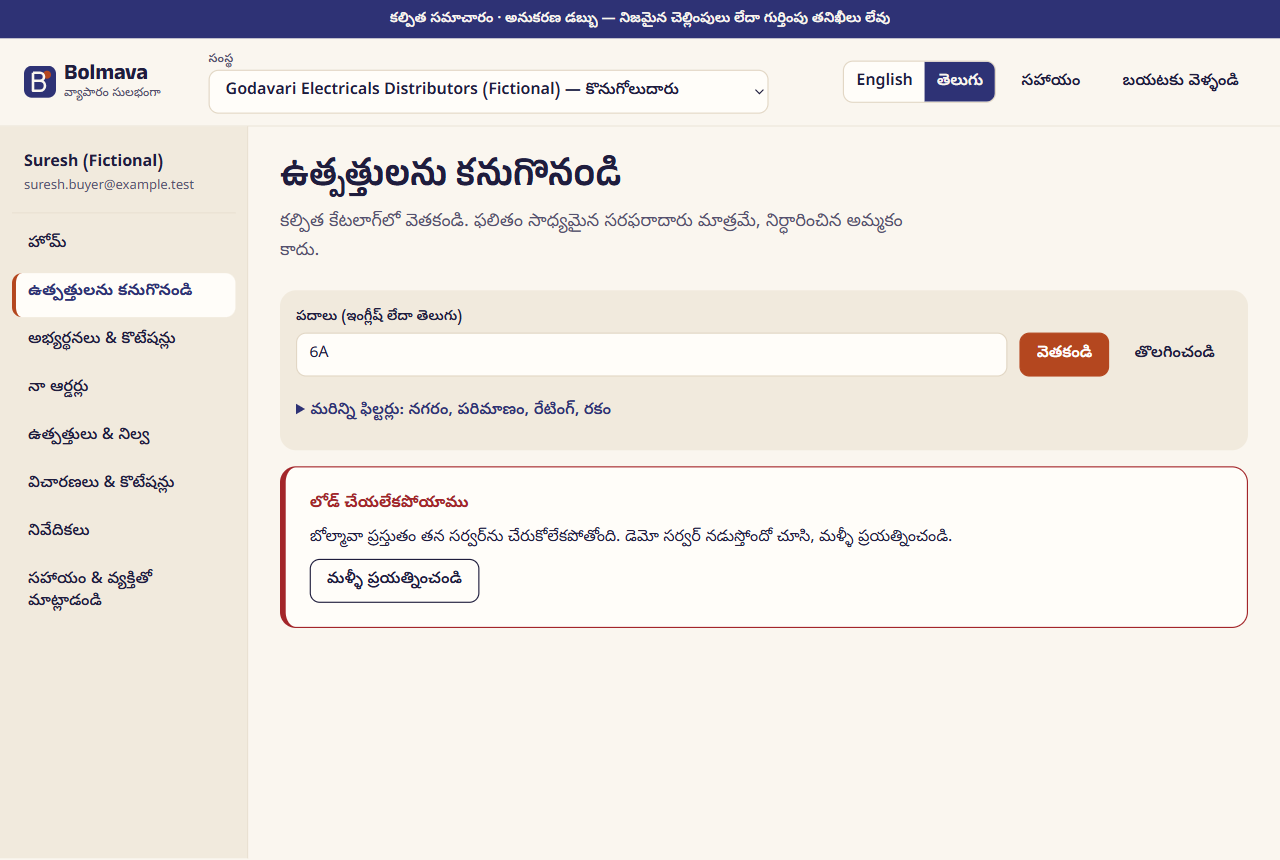 కల్పిత సమాచారం · అనుకరణ డబ్బు — నిజమైన చెల్లింపులు లేదా గుర్తింపు తనిఖీలు లేవు
Bolmava
వ్యాపారం సులభంగా
సంస్థ
Godavari Electricals Distributors (Fictional) — కొనుగోలుదారు
English
తెలుగు
సహాయం
బయటకు వెళ్ళండి
Suresh (Fictional)
suresh.buyer@example.test
హోమ్
ఉత్పత్తులను కనుగొనండి
అభ్యర్థనలు & కొటేషన్లు
నా ఆర్డర్లు
ఉత్పత్తులు & నిల్వ
విచారణలు & కొటేషన్లు
నివేదికలు
సహాయం & వ్యక్తితో
మాట్లాడండి
ఉత్పత్తులను కనుగొనండి
కల్పిత కేటలాగ్‌లో వెతకండి. ఫలితం సాధ్యమైన సరఫరాదారు మాత్రమే, నిర్ధారించిన అమ్మకం
కాదు.
పదాలు (ఇంగ్లీష్ లేదా తెలుగు)
6A
వెతకండి
తొలగించండి
మరిన్ని ఫిల్టర్లు: నగరం, పరిమాణం, రేటింగ్, రకం
లోడ్ చేయలేకపోయాము
బోల్మావా ప్రస్తుతం తన సర్వర్‌ను చేరుకోలేకపోతోంది. డెమో సర్వర్ నడుస్తోందో చూసి, మళ్ళీ ప్రయత్నించండి.
మళ్ళీ ప్రయత్నించండి